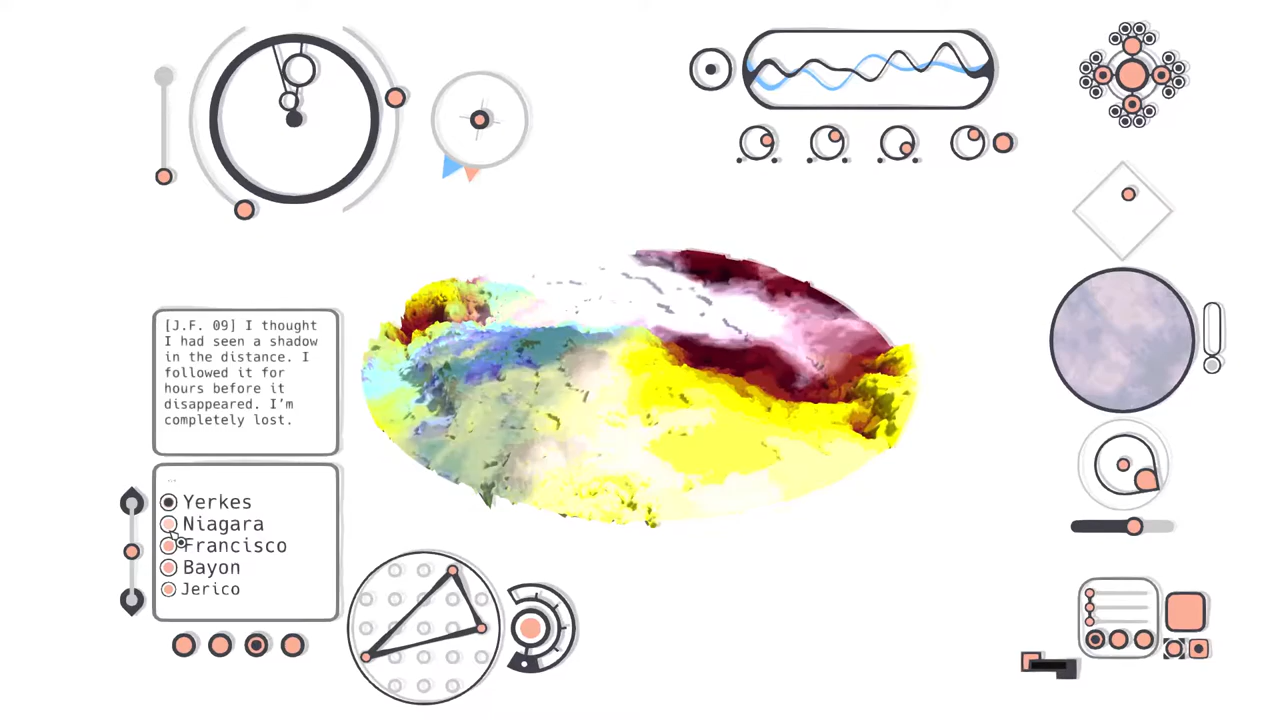 [J.F. 09] I thought
I had seen a shadow
in the distance. I
followed it for
hours before it
disappeared. I’m
completely lost.
...
Yerkes
Niagara
Francisco
Bayon
Jerico